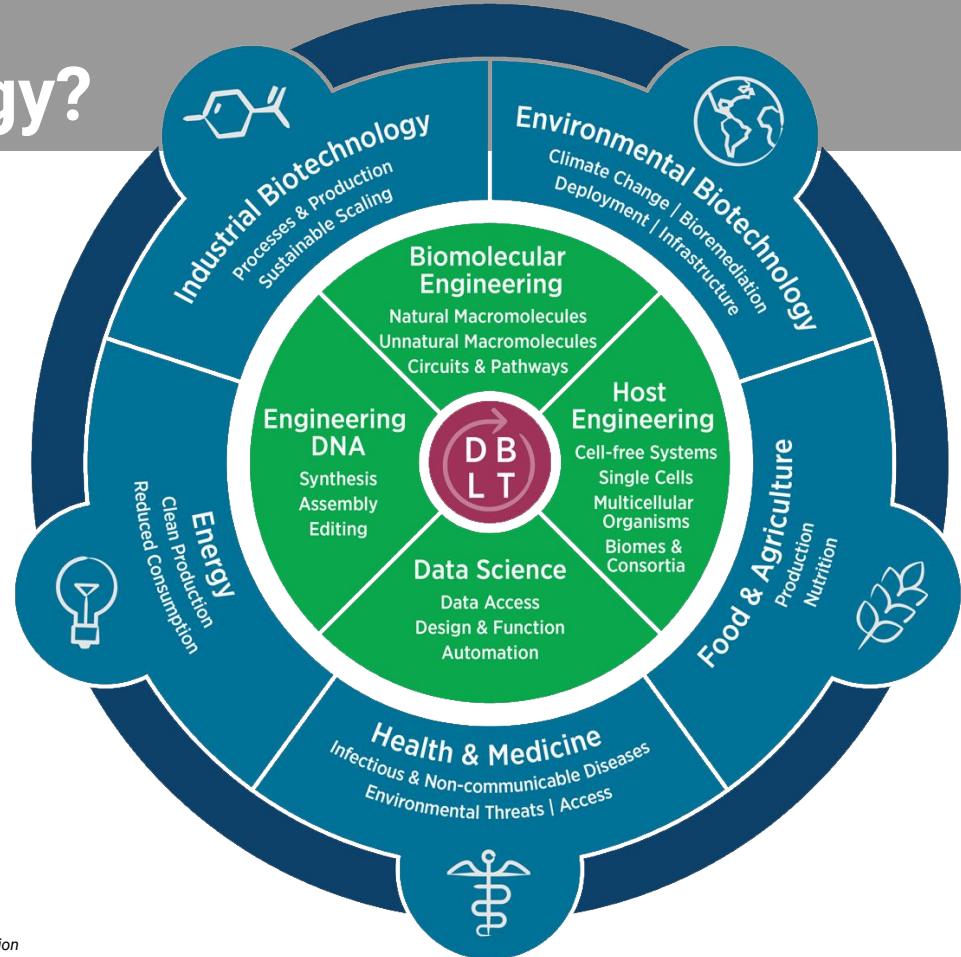 gy?
Industrial Biotechnology
Processes & Production
Sustainable Scaling
Environmental Biotechnology
Climate Change | Bioremediation
Deployment | Infrastructure
Biomolecular
Engineering
Natural Macromolecules
Unnatural Macromolecules
Circuits & Pathways
Engineering
DNA
Synthesis
Assembly
Editing
D B
L T
Host
Engineering
Cell-free Systems
Single Cells
Multicellular
Organisms
Biomes &
Consortia
Data Science
Data Access
Design & Function
Automation
Energy
Clean Production
Reduced Consumption
Food & Agriculture
Production
Nutrition
Health & Medicine
Infectious & Non-communicable Diseases
Environmental Threats | Access
ion